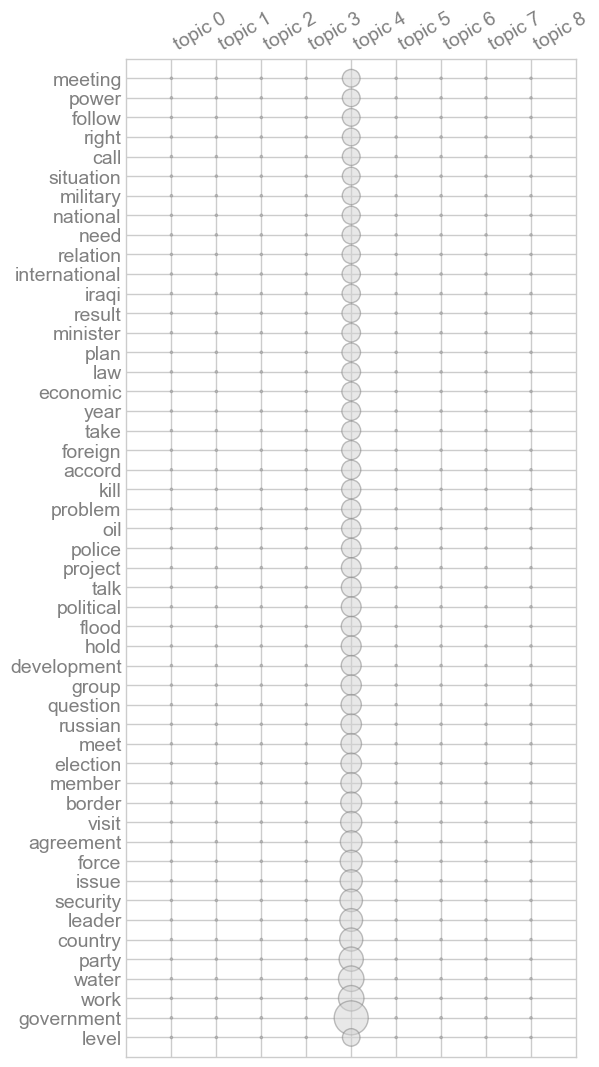 topic 0 topic 1 topic 2 topic 3 topic 4 topic 5 topic 6 topic 7 topic 8
meeting
power
follow
right
call
situation
military
national
need
relation
international
iraqi
result
minister
plan
law
economic
year
take
foreign
accord
kill
problem
oil
police
project
talk
political
flood
hold
development
group
question
russian
meet
election
member
border
visit
agreement
force
issue
security
leader
country
party
water
work
government
level